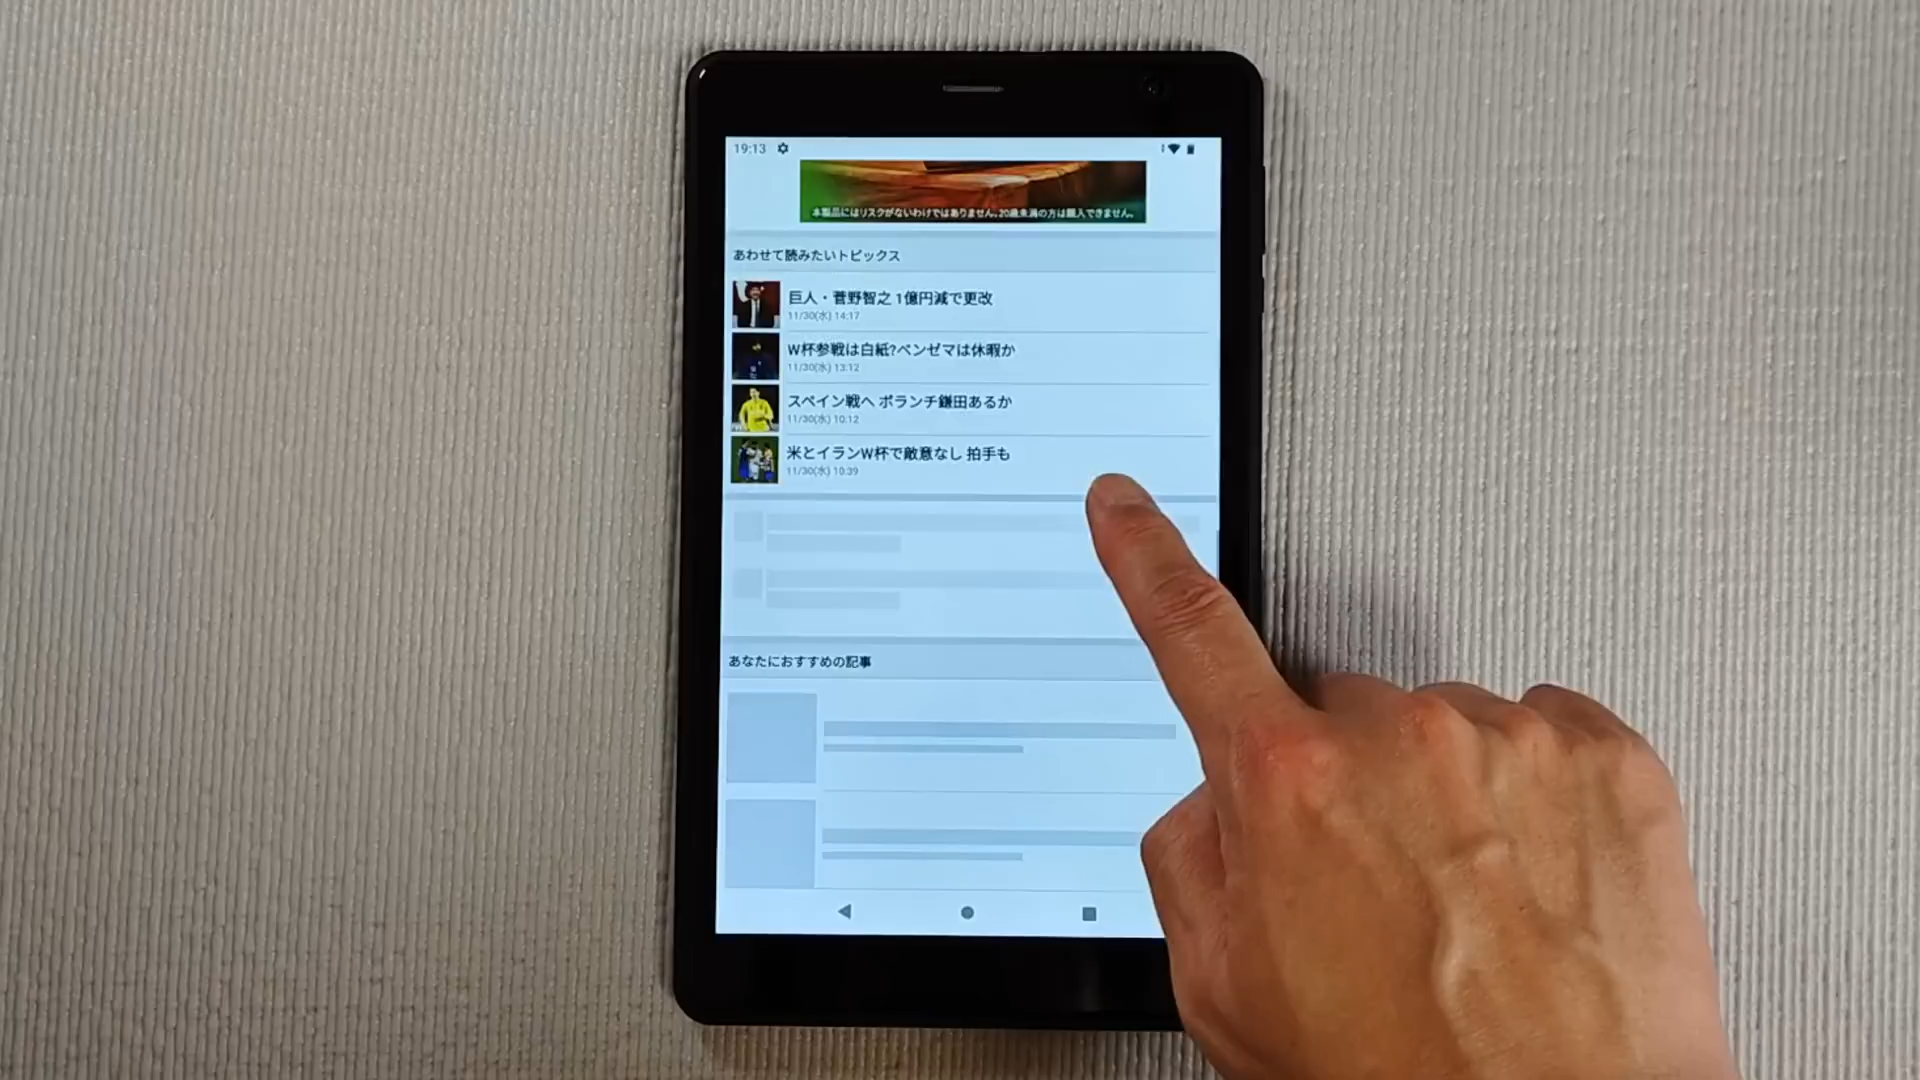 19:13
本製品にはリスクがないわけではありません。20歳未満の方は購入できません。
あわせて読みたいトピックス
巨人・菅野智之 1億円減で更改
11/30(水) 14:17
W杯参戦は白紙?ベンゼマは休暇か
11/30(水) 13:12
スペイン戦へ ボランチ鎌田あるか
11/30(水) 10:12
米とイランW杯で敵意なし 拍手も
11/30(水) 10:39
あなたにおすすめの記事